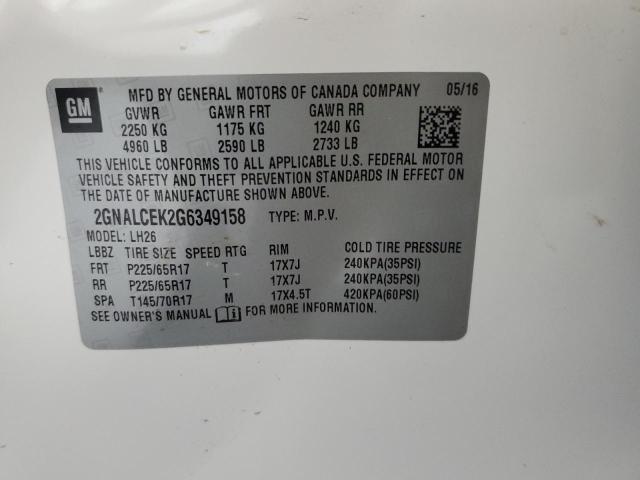 GM
MFD BY GENERAL MOTORS OF CANADA COMPANY 05/16
GVWR GAWR FRT GAWR RR
2250 KG 1175 KG 1240 KG
4960 LB 2590 LB 2733 LB
THIS VEHICLE CONFORMS TO ALL APPLICABLE U.S. FEDERAL MOTOR
VEHICLE SAFETY AND THEFT PREVENTION STANDARDS IN EFFECT ON
THE DATE OF MANUFACTURE SHOWN ABOVE.
2GNALCEK2G6349158 TYPE: M.P.V.
MODEL: LH26
LBBZ TIRE SIZE SPEED RTG RIM COLD TIRE PRESSURE
FRT P225/65R17 T 17X7J 240KPA(35PSI)
RR P225/65R17 T 17X7J 240KPA(35PSI)
SPA T145/70R17 M 17X4.5T 420KPA(60PSI)
SEE OWNER'S MANUAL i FOR MORE INFORMATION.